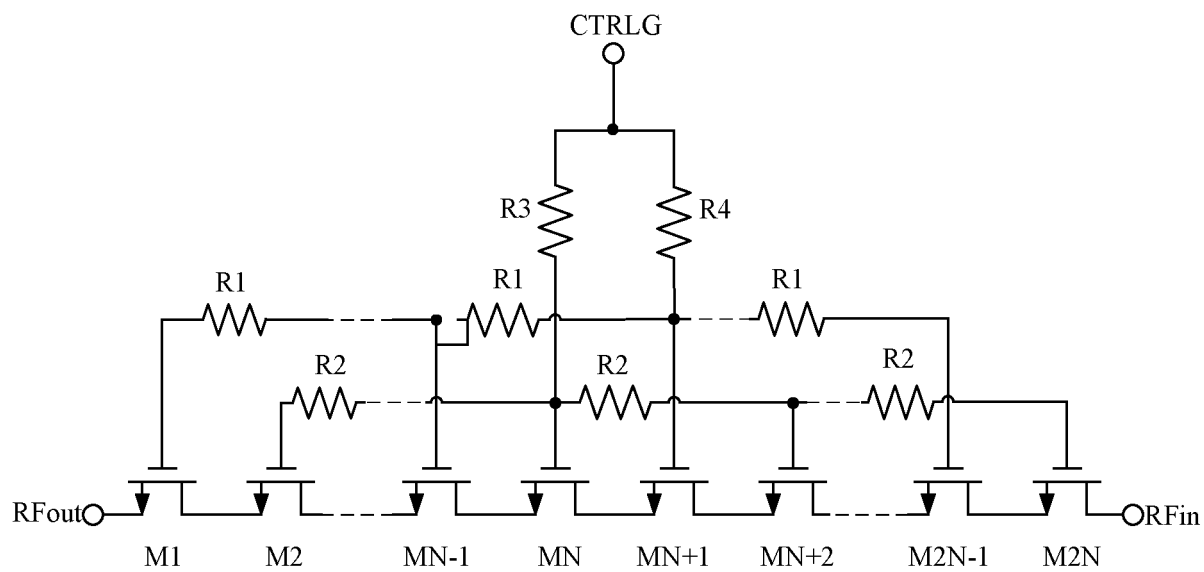 CTRLG
R3
R4
R1
R1
R1
R2
R2
R2
RFout
RFin
M1
M2
MN-1
MN
MN+1
MN+2
M2N-1
M2N